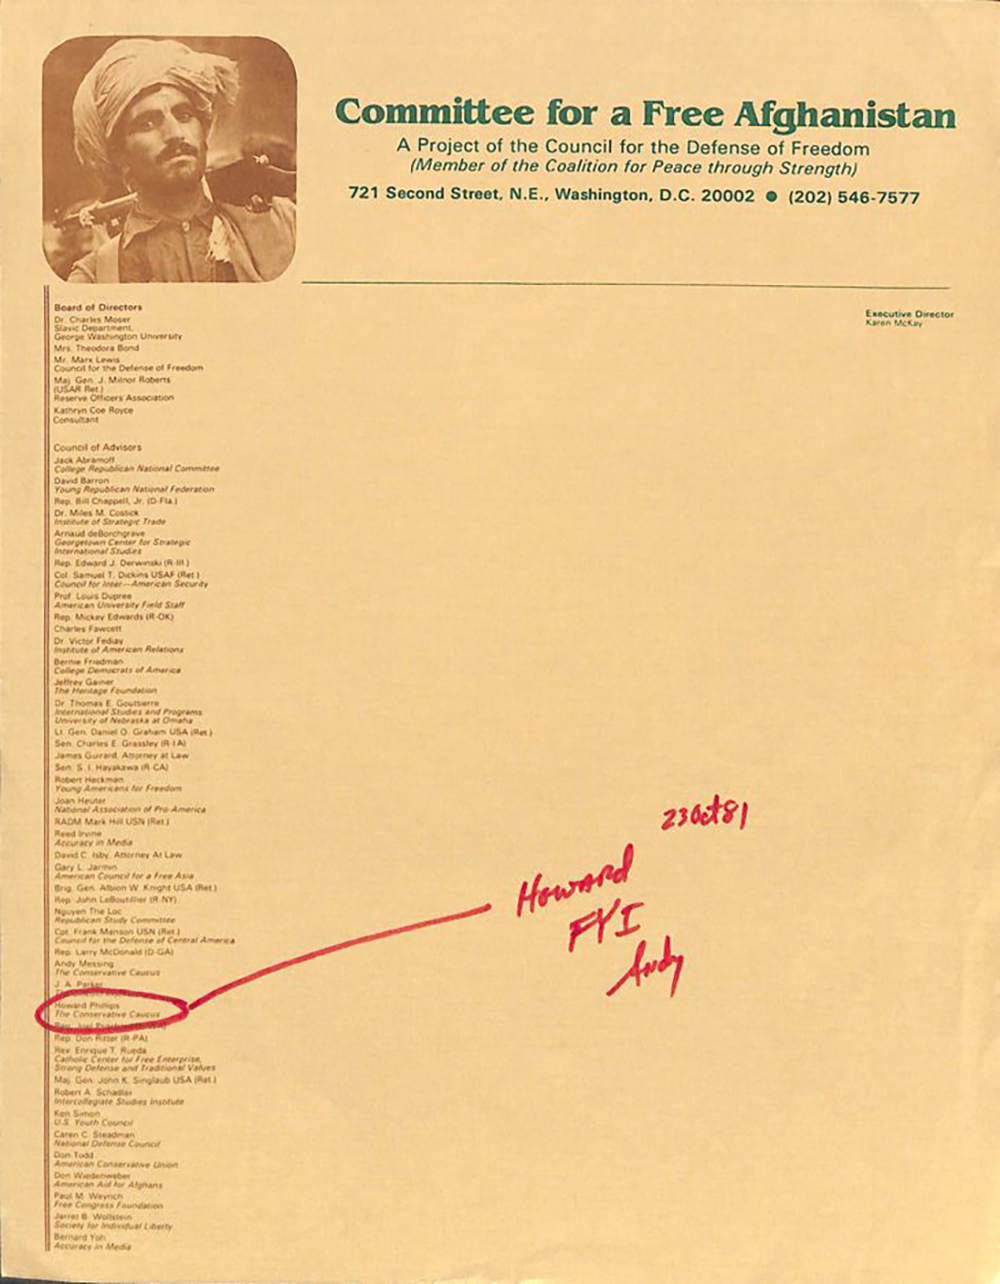 Committee for a Free Afghanistan
A Project of the Council for the Defense of Freedom
(Member of the Coalition for Peace through Strength)
721 Second Street, N.E., Washington, D.C. 20002 ● (202) 546-7577
Board of Directors
Dr. Charles Moser
Slavic Department,
George Washington University
Mrs. Theodora Bond
Mr. Marx Lewis
Council for the Defense of Freedom
Maj. Gen. J. Milnor Roberts
(USAR Ret.)
Reserve Officers Association
Kathryn Coe Royce
Consultant
Executive Director
Karen McKay
Council of Advisors
Jack Abramoff
College Republican National Committee
David Barron
Young Republican National Federation
Rep. Bill Chappell, Jr. (D-Fla.)
Dr. Miles M. Costick
Institute of Strategic Trade
Arnaud deBorchgrave
Georgetown Center for Strategic
International Studies
Rep. Edward J. Derwinski (R-Ill.)
Col. Samuel T. Dickins USAF (Ret.)
Council for Inter—American Security
Prof. Louis Dupree
American University Field Staff
Rep. Mickey Edwards (R-OK)
Charles Fawcett
Dr. Victor Fediay
Institute of American Relations
Bernie Friedman
College Democrats of America
Jeffrey Gainer
The Heritage Foundation
Dr. Thomas E. Gouttierre
International Studies and Programs
University of Nebraska at Omaha
Lt. Gen. Daniel O. Graham USA (Ret.)
Sen. Charles E. Grassley (R-IA)
James Guirard, Attorney at Law
Sen. S. I. Hayakawa (R-CA)
Robert Heckman
Young Americans for Freedom
Joan Heuter
National Association of Pro-America
RADM Mark Hill USN (Ret.)
Reed Irvine
Accuracy in Media
David C. Isby, Attorney At Law
Gary L. Jarmin
American Council for a Free Asia
Brig. Gen. Albion W. Knight USA (Ret.)
Rep. John LeBoutillier (R-NY)
Nguyen The Loc
Republican Study Committee
Cpt. Frank Manson USN (Ret.)
Council for the Defense of Central America
Rep. Larry McDonald (D-GA)
Andy Messing
The Conservative Caucus
J. A. Parker
Howard Phillips
The Conservative Caucus
Rep. Joel
Rep. Don Ritter (R-PA)
Rev. Enrique T. Rueda
Catholic Center for Free Enterprise,
Strong Defense and Traditional Values
Maj. Gen. John K. Singlaub USA (Ret.)
Robert A. Schadler
Intercollegiate Studies Institute
Ken Simon
U.S. Youth Council
Caren C. Steadman
National Defense Council
Don Todd
American Conservative Union
Don Wiedenweber
American Aid for Afghans
Paul M. Weyrich
Free Congress Foundation
Jarret B. Wollstein
Society for Individual Liberty
Bernard Yoh
Accuracy in Media
23 Oct 81
Howard
FYI
Andy